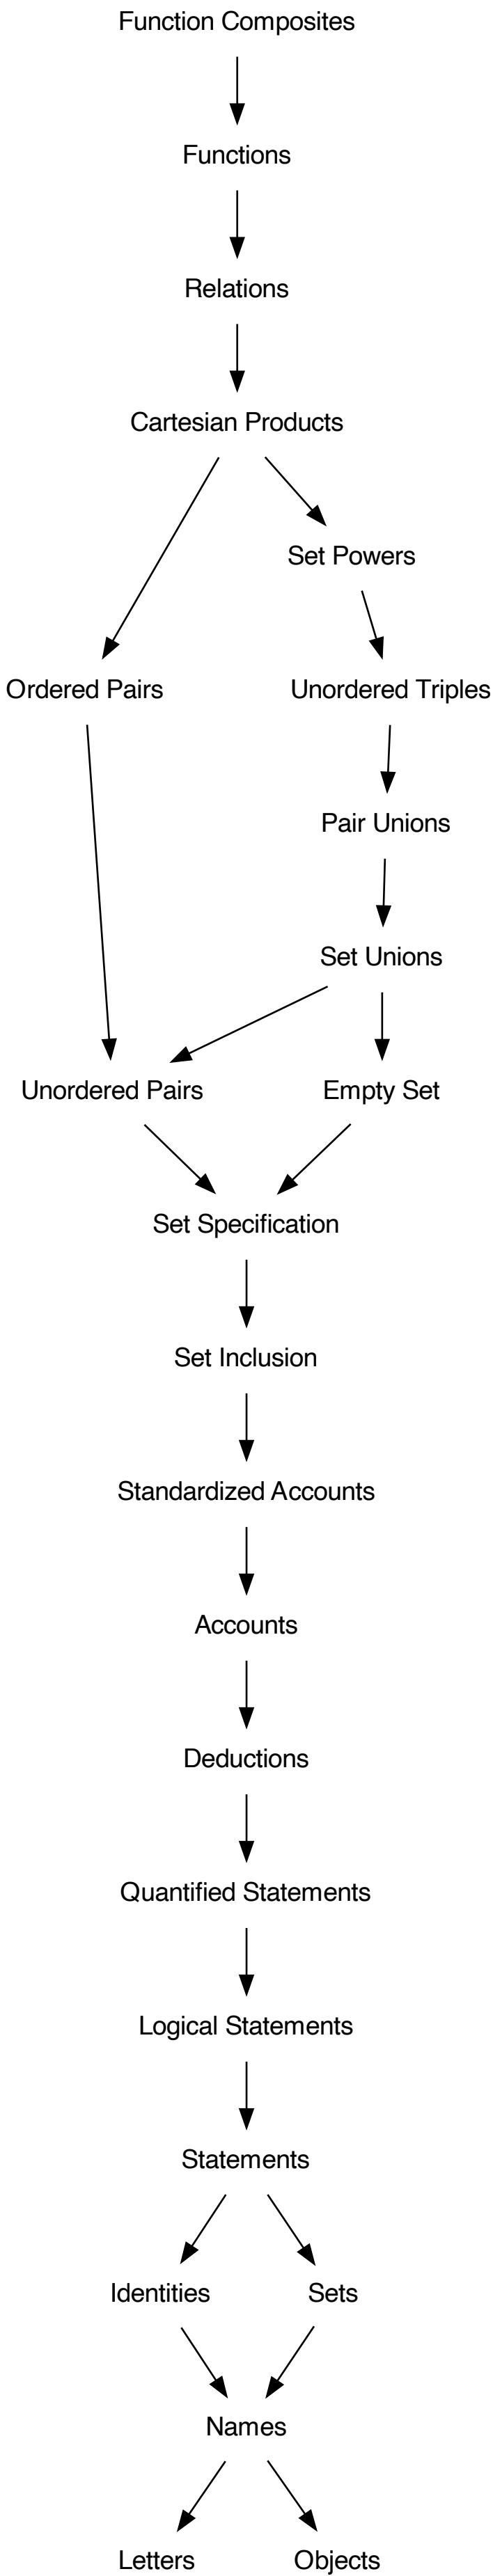 Function Composites
Functions
Relations
Cartesian Products
Set Powers
Ordered Pairs
Unordered Triples
Pair Unions
Set Unions
Unordered Pairs
Empty Set
Set Specification
Set Inclusion
Standardized Accounts
Accounts
Deductions
Quantified Statements
Logical Statements
Statements
Identities
Sets
Names
Letters
Objects